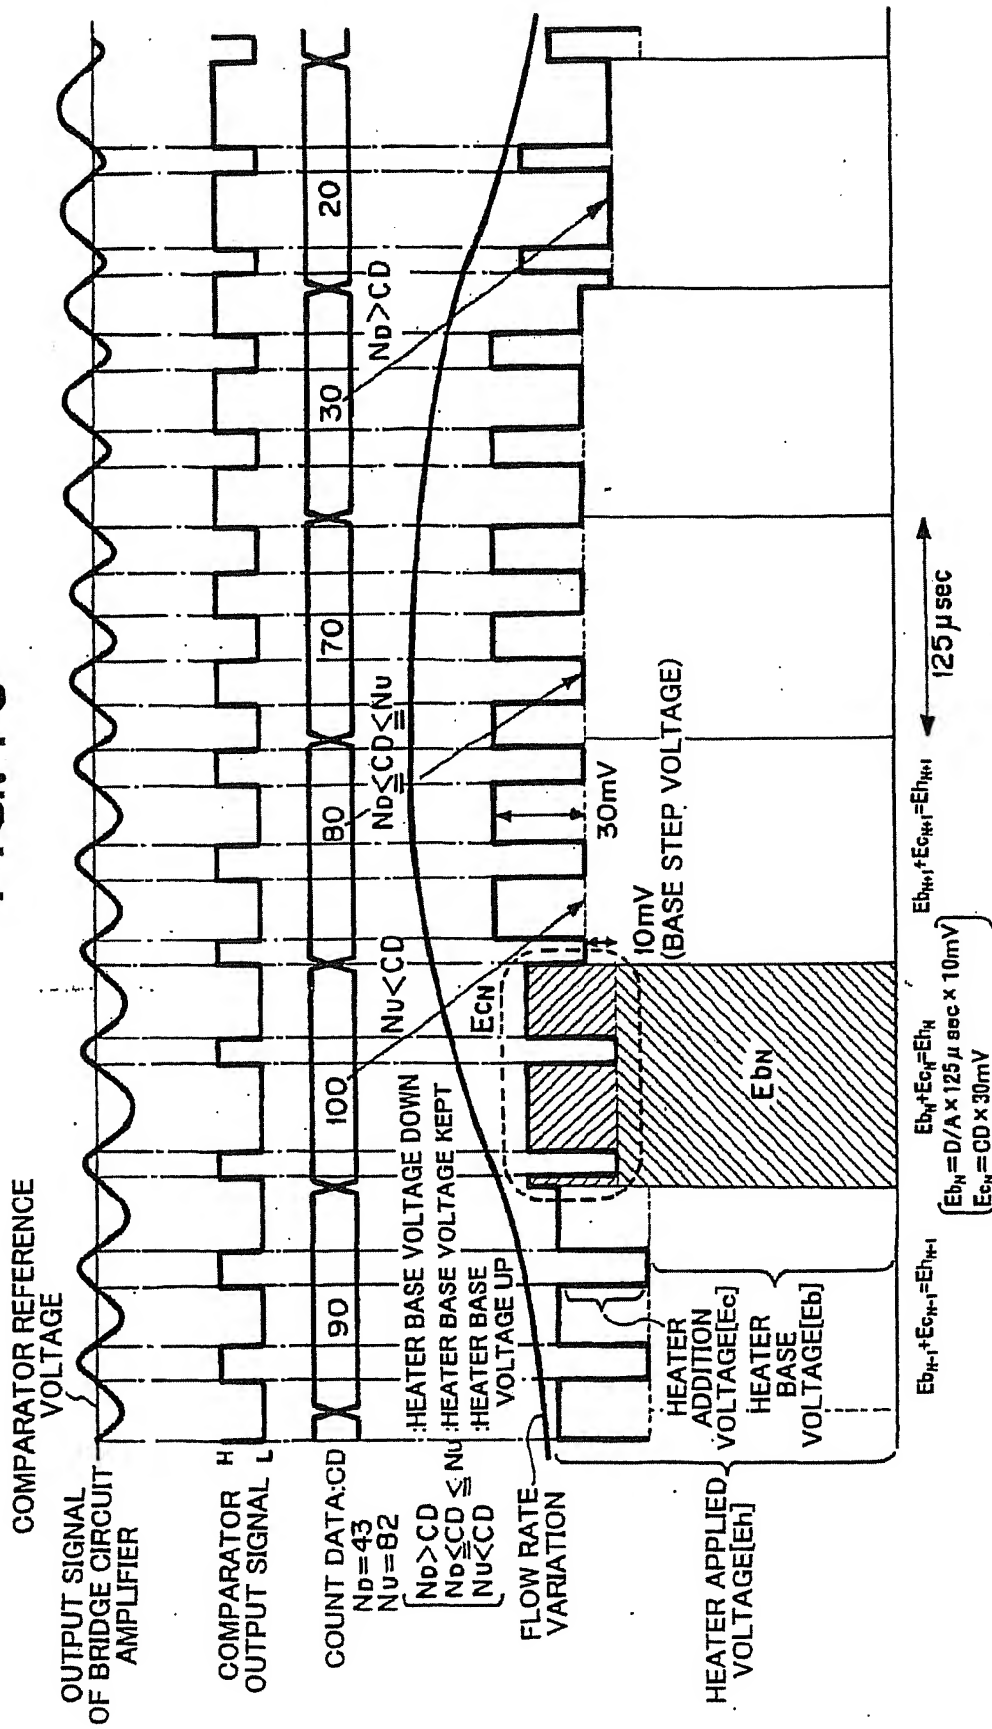 COMPARATOR REFERENCE
VOLTAGE
OUTPUT SIGNAL
OF BRIDGE CIRCUIT
AMPLIFIER
COMPARATOR
OUTPUT SIGNAL
H
L
COUNT DATA:CD
ND=43
NU=82
90
100
80
70
30
20
ND>CD :HEATER BASE VOLTAGE DOWN
ND≦CD≦NU :HEATER BASE VOLTAGE KEPT
NU<CD :HEATER BASE
VOLTAGE UP
NU<CD
ND≦CD≦NU
ND>CD
FLOW RATE
VARIATION
ECN
30mV
10mV
(BASE STEP VOLTAGE)
EbN
HEATER APPLIED
VOLTAGE[Eh]
HEATER
ADDITION
VOLTAGE[Ec]
HEATER
BASE
VOLTAGE[Eb]
EbN-1+EcN-1=EhN-1
EbN+EcN=EhN
EbN+1+EcN+1=EhN+1
EbN=D/A×125μsec×10mV
EcN=CD×30mV
125μsec